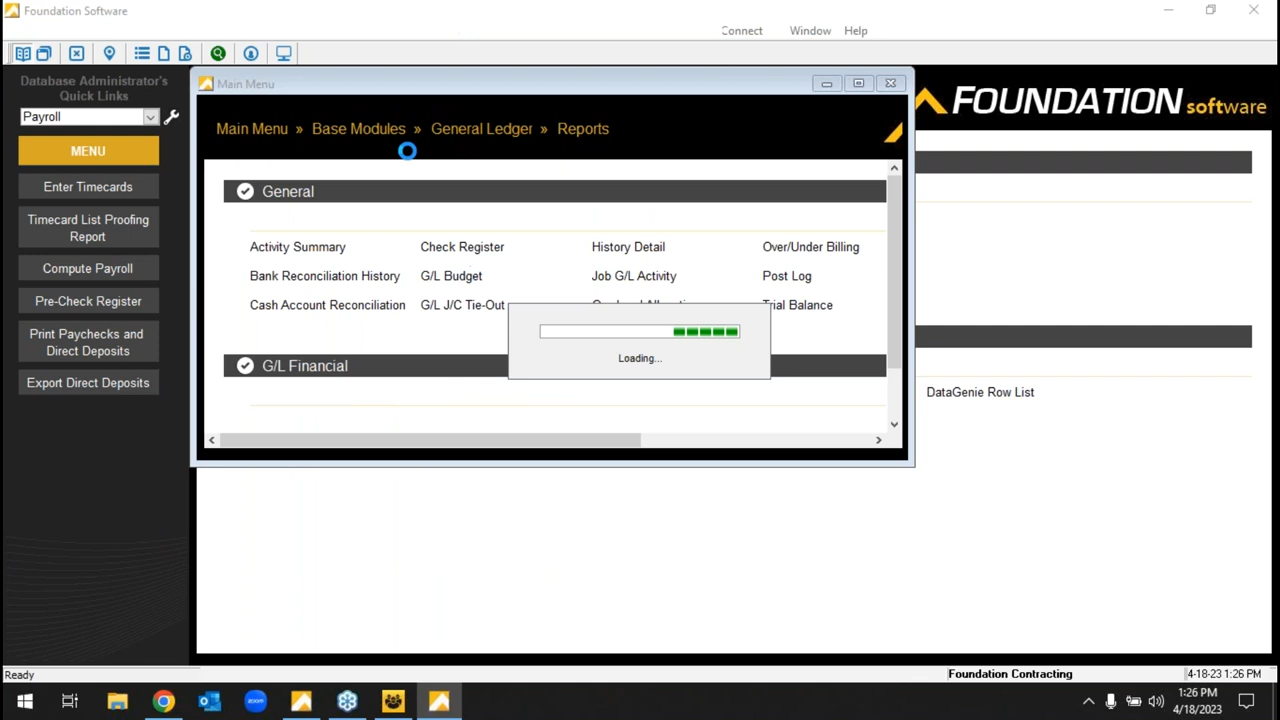 Foundation Software
Connect Window Help
Database Administrator's
Quick Links
Payroll
MENU
Enter Timecards
Timecard List Proofing
Report
Compute Payroll
Pre-Check Register
Print Paychecks and
Direct Deposits
Export Direct Deposits
Main Menu
Main Menu » Base Modules » General Ledger » Reports
General
Activity Summary Check Register History Detail Over/Under Billing
Bank Reconciliation History G/L Budget Job G/L Activity Post Log
Cash Account Reconciliation G/L J/C Tie-Out Trial Balance
Loading...
G/L Financial
FOUNDATION software
DataGenie Row List
Ready
Foundation Contracting
4-18-23 1:26 PM
zoom
1:26 PM
4/18/2023